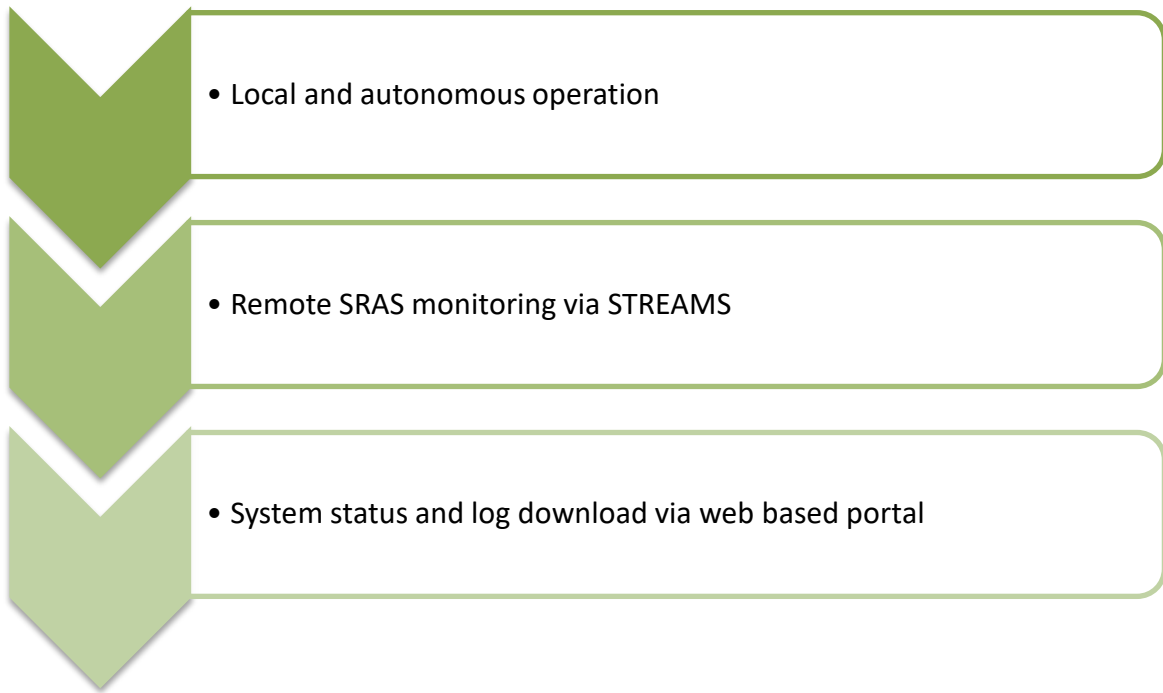 • Local and autonomous operation
• Remote SRAS monitoring via STREAMS
• System status and log download via web based portal